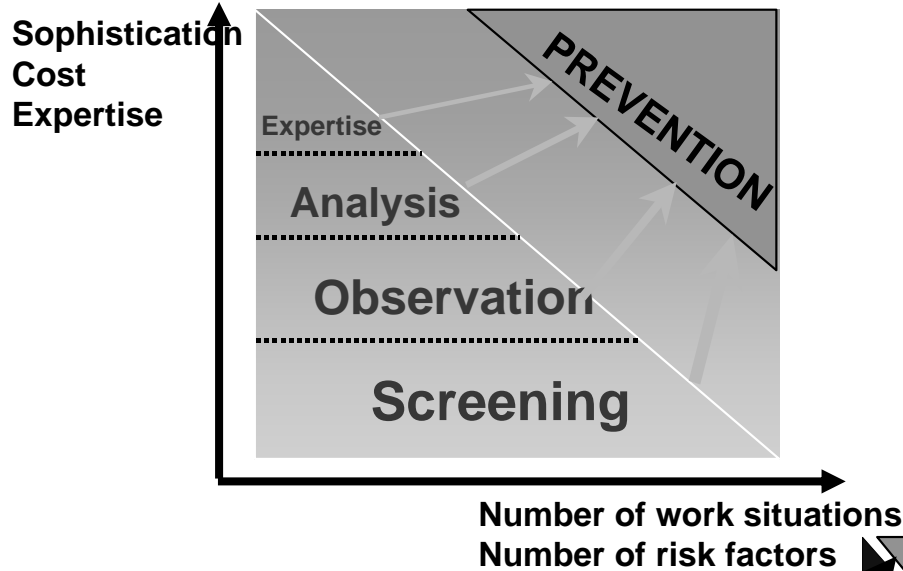 Sophistication
Cost
Expertise
PREVENTION
Expertise
Analysis
Observation
Screening
Number of work situations
Number of risk factors